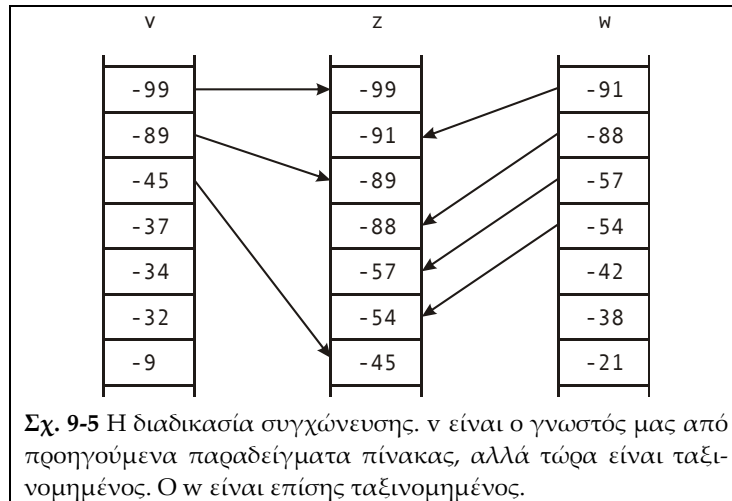 v z w
-99 -99 -91
-89 -91 -88
-45 -89 -57
-37 -88 -54
-34 -57 -42
-32 -54 -38
-9 -45 -21
Σχ. 9-5 Η διαδικασία συγχώνευσης. v είναι ο γνωστός μας από
προηγούμενα παραδείγματα πίνακας, αλλά τώρα είναι ταξι-
νομημένος. Ο w είναι επίσης ταξινομημένος.